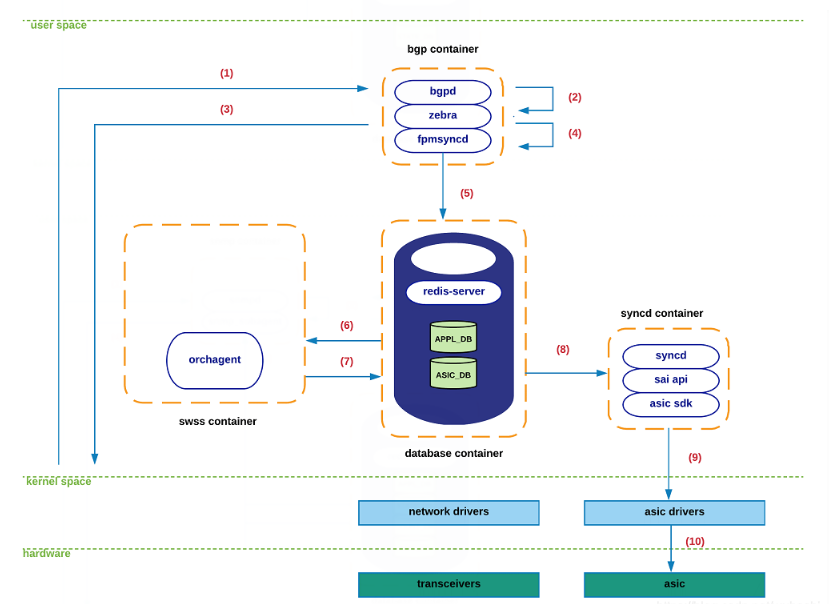 user space
bgp container
(1)
bgpd
(2)
(3)
zebra
(4)
fpmsyncd
(5)
redis-server
syncd container
(6)
APPL_DB
orchagent
(7)
(8)
syncd
ASIC_DB
sai api
asic sdk
swss container
database container
(9)
kernel space
network drivers
asic drivers
(10)
hardware
transceivers
asic